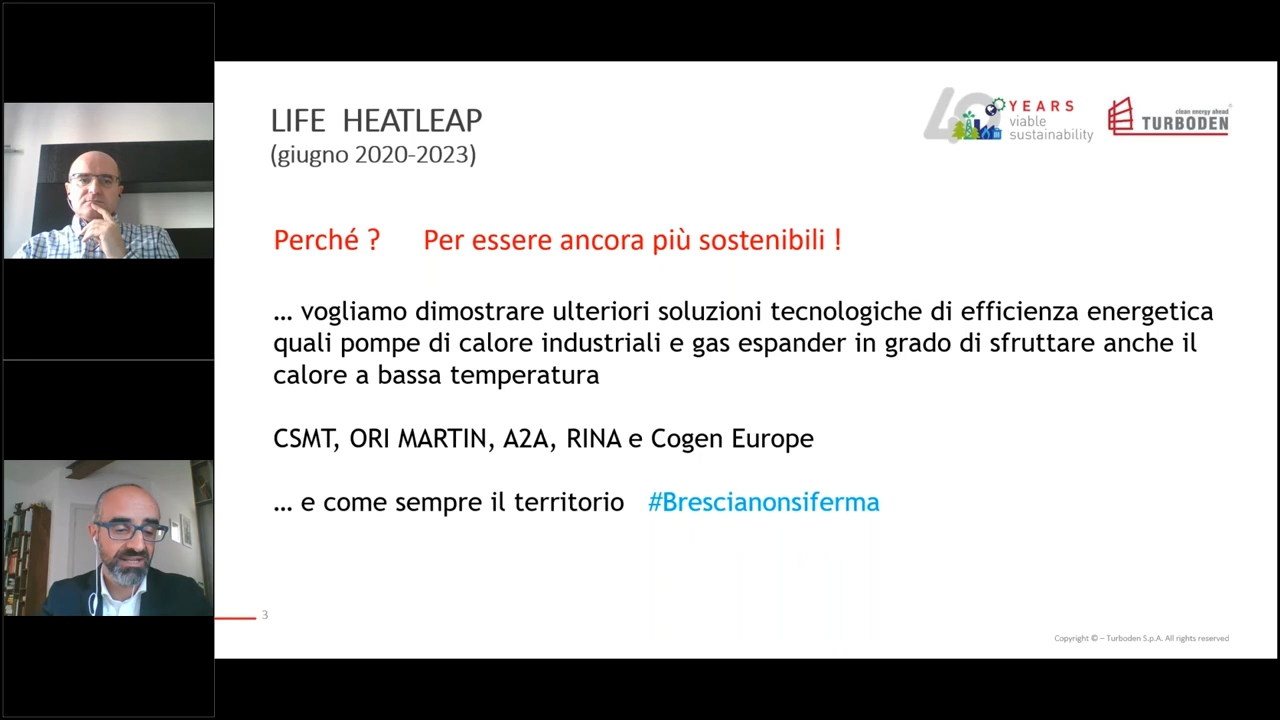 LIFE HEATLEAP
(giugno 2020-2023)
40 YEARS
viable
sustainability
clean energy ahead
TURBODEN
Perché ? Per essere ancora più sostenibili !
… vogliamo dimostrare ulteriori soluzioni tecnologiche di efficienza energetica
quali pompe di calore industriali e gas espander in grado di sfruttare anche il
calore a bassa temperatura
CSMT, ORI MARTIN, A2A, RINA e Cogen Europe
… e come sempre il territorio #Brescianonsiferma
3
Copyright © – Turboden S.p.A. All rights reserved